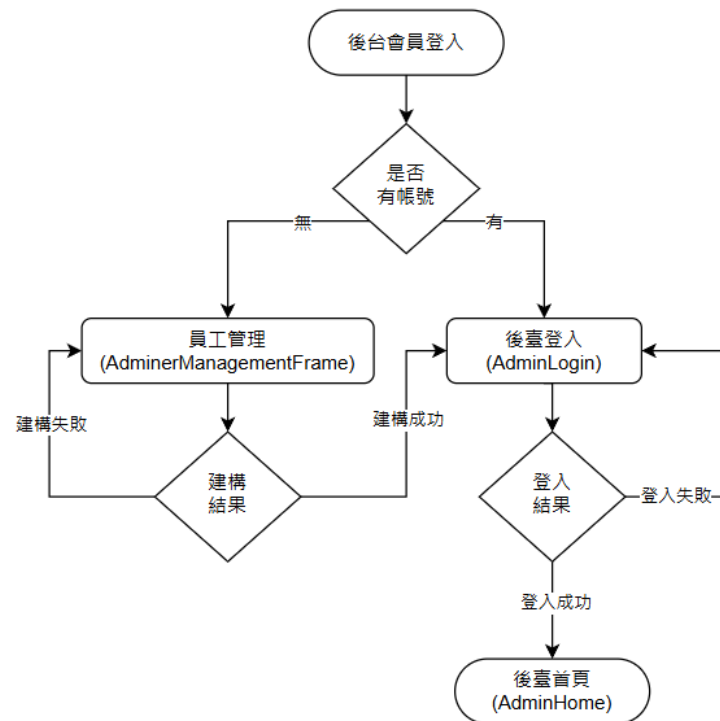 後台會員登入
是否
有帳號
無
有
員工管理
(AdminerManagementFrame)
後臺登入
(AdminLogin)
建構失敗
建構成功
建構
結果
登入
結果
登入失敗
登入成功
後臺首頁
(AdminHome)